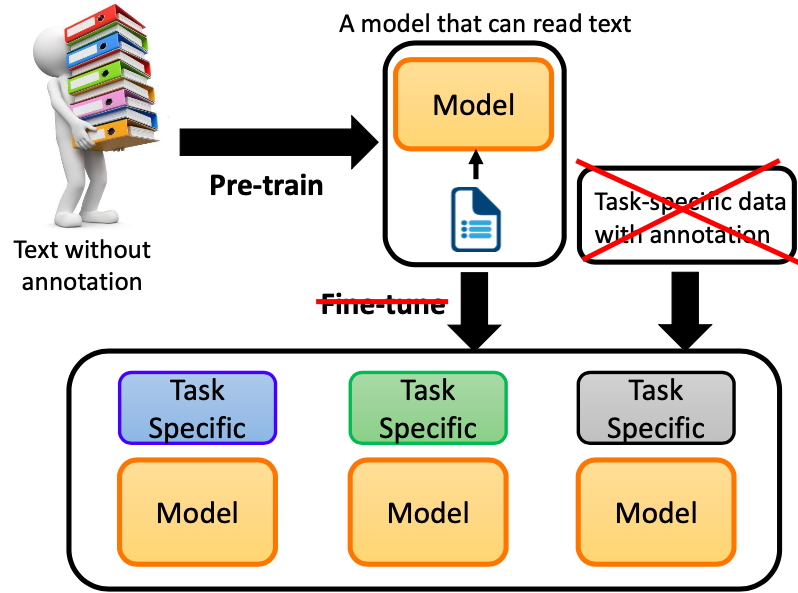 A model that can read text
Model
Pre-train
Text without
annotation
Task-specific data
with annotation
Fine-tune
Task
Specific
Task
Specific
Task
Specific
Model
Model
Model